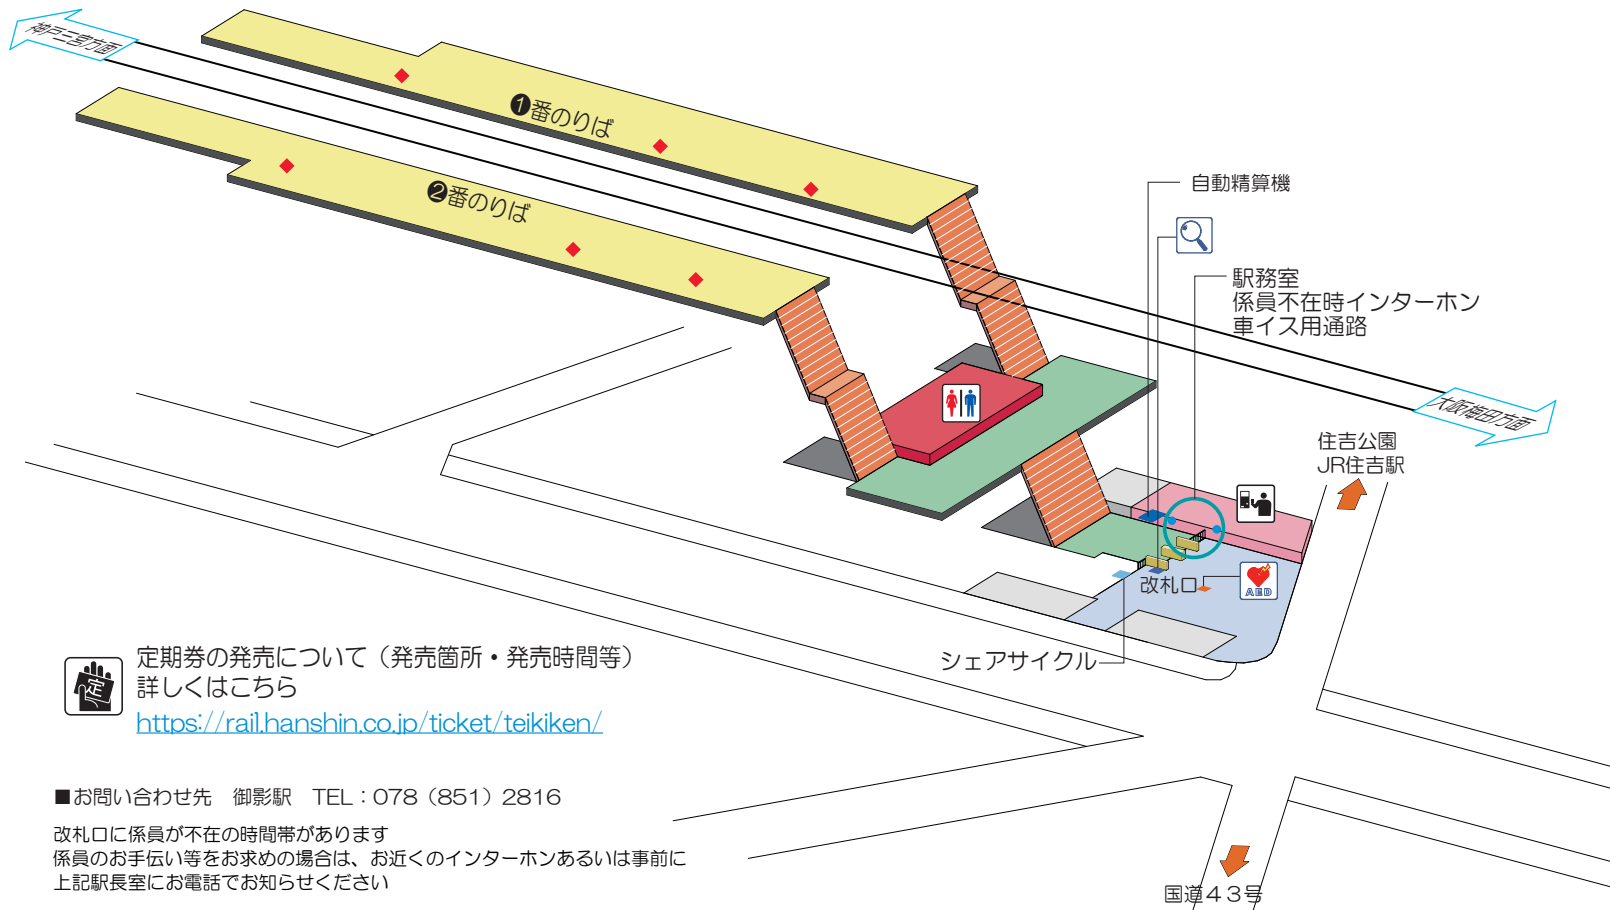 神戸三宮方面
❶番のりば
❷番のりば
自動精算機
駅務室
係員不在時インターホン
車イス用通路
大阪梅田方面
住吉公園
JR住吉駅
改札口
AED
シェアサイクル
定
定期券の発売について（発売箇所・発売時間等）
詳しくはこちら
https://rail.hanshin.co.jp/ticket/teikiken/
■お問い合わせ先　御影駅　TEL：078（851）2816
改札口に係員が不在の時間帯があります
係員のお手伝い等をお求めの場合は、お近くのインターホンあるいは事前に
上記駅長室にお電話でお知らせください
国道４３号